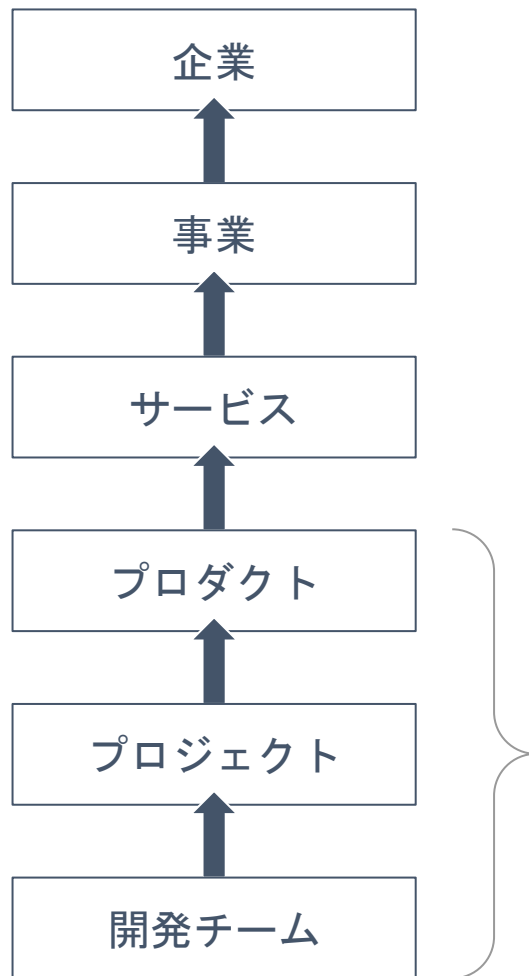 企業
事業
サービス
プロダクト
プロジェクト
開発チーム